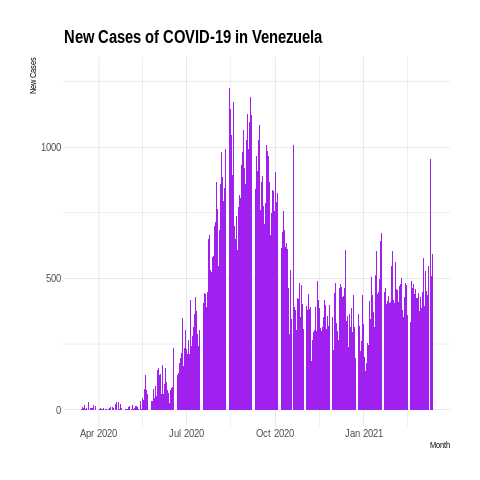 New Cases of COVID-19 in Venezuela
New Cases
1000
500
0
Apr 2020
Jul 2020
Oct 2020
Jan 2021
Month